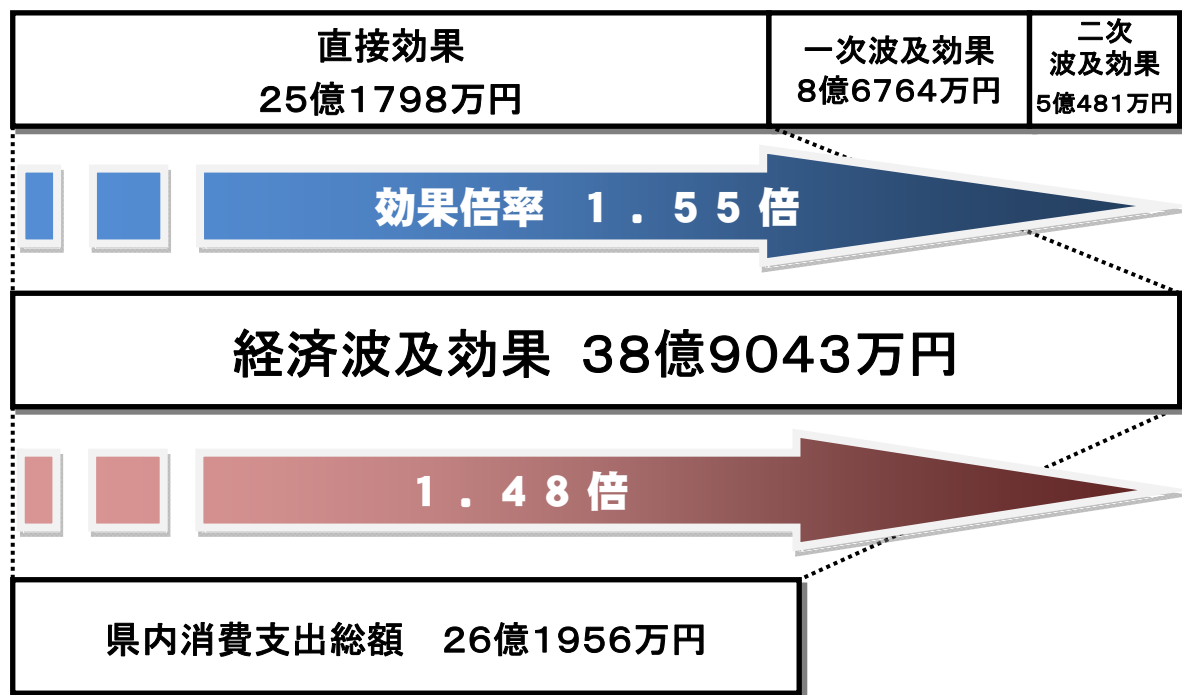 直接効果
25億1798万円
一次波及効果
8億6764万円
二次
波及効果
5億481万円
効果倍率　１．５５倍
経済波及効果 38億9043万円
１．４８倍
県内消費支出総額　26億1956万円